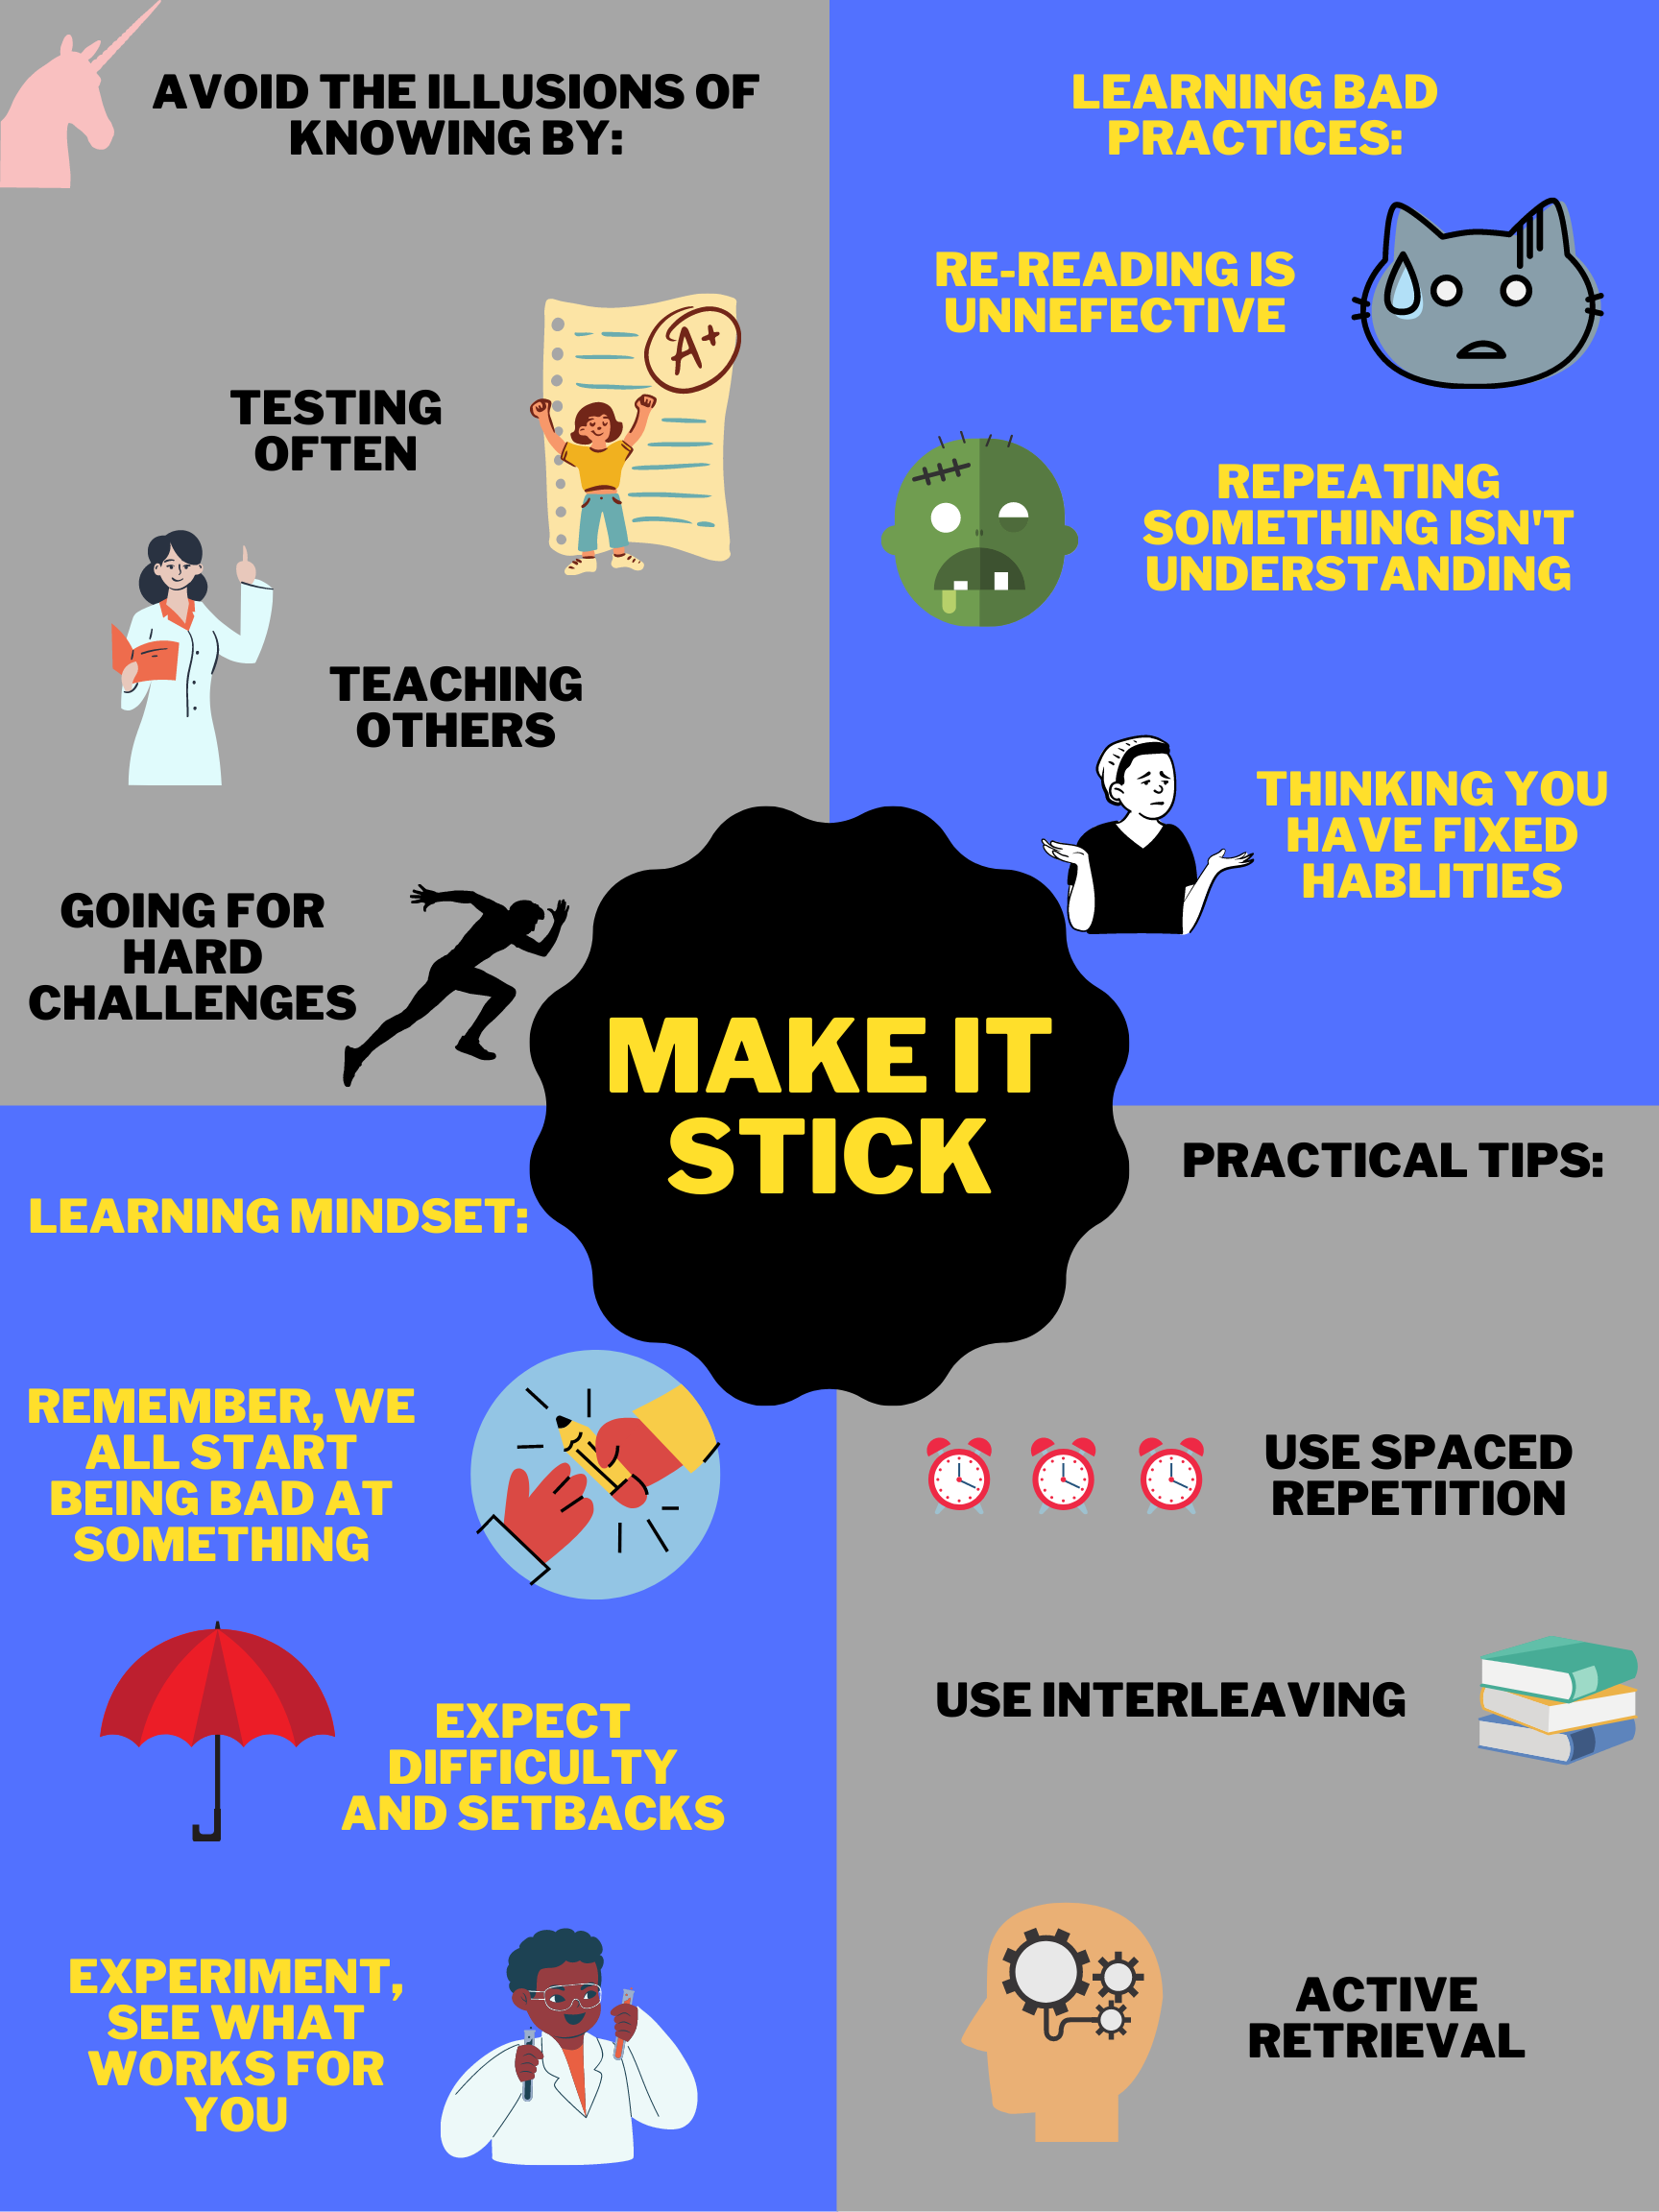 AVOID THE ILLUSIONS OF
KNOWING BY:
TESTING
OFTEN
TEACHING
OTHERS
GOING FOR
HARD
CHALLENGES
LEARNING BAD
PRACTICES:
RE-READING IS
UNNEFECTIVE
REPEATING
SOMETHING ISN'T
UNDERSTANDING
THINKING YOU
HAVE FIXED
HABLITIES
MAKE IT
STICK
LEARNING MINDSET:
REMEMBER, WE
ALL START
BEING BAD AT
SOMETHING
EXPECT
DIFFICULTY
AND SETBACKS
EXPERIMENT,
SEE WHAT
WORKS FOR
YOU
PRACTICAL TIPS:
USE SPACED
REPETITION
USE INTERLEAVING
ACTIVE
RETRIEVAL
A+